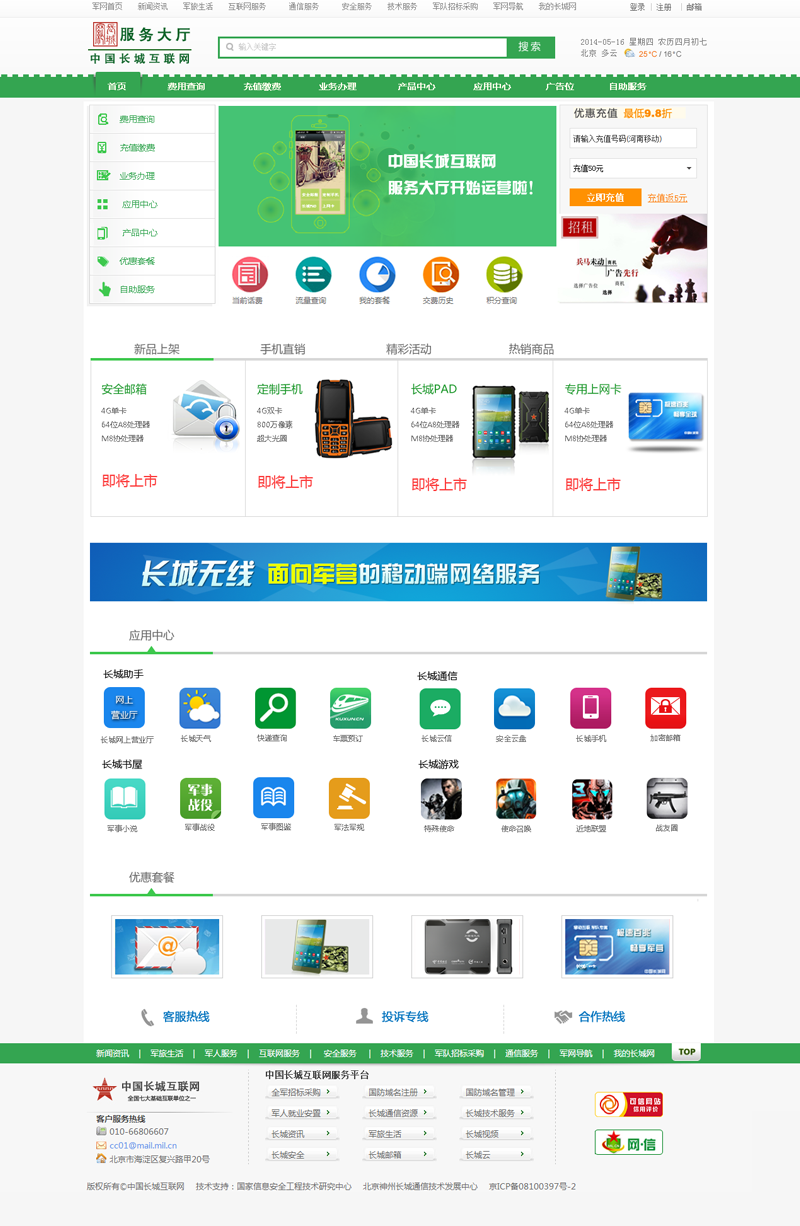 军网首页 新闻资讯 军旅生活 互联网服务 通信服务 安全服务 技术服务 军队招标采购 军网导航 我的长城网 登录 注册 邮箱
服务大厅
中国长城互联网
输入关键字 搜索
2014-05-16 星期四 农历四月初七
北京 多云 25°C / 16°C
首页 费用查询 充值缴费 业务办理 产品中心 应用中心 广告位 自助服务
费用查询
充值缴费
业务办理
应用中心
产品中心
优惠套餐
自助服务
中国长城互联网
服务大厅开始运营啦!
当前话费 流量查询 我的套餐 交费历史 积分查询
优惠充值 最低9.8折
请输入充值号码(河南移动)
充值50元
立即充值 充值返5元
招租
兵马未动 商机
广告先行
选择广告位 商机
选择
新品上架 手机直销 精彩活动 热销商品
安全邮箱
4G单卡
64位A8处理器
M8协处理器
即将上市
定制手机
4G双卡
800万像素
超大光圈
即将上市
长城PAD
4G单卡
64位A8处理器
M8协处理器
即将上市
专用上网卡
4G单卡
64位A8处理器
M8协处理器
即将上市
长城无线 面向军营的移动端网络服务
应用中心
长城助手
网上
营业厅
KUXUN.CN
长城网上营业厅 长城天气 快递查询 车票预订
长城通信
长城云信 安全云盘 长城手机 加密邮箱
长城书屋
军事
战役
军事小说 军事战役 军事图鉴 军法军规
长城游戏
特殊使命 使命召唤 近地联盟 战友圈
优惠套餐
极速百兆
畅享军营
客服热线 投诉专线 合作热线
新闻资讯 | 军旅生活 | 军人服务 | 互联网服务 | 安全服务 | 技术服务 | 军队招标采购 | 通信服务 | 军网导航 | 我的长城网 TOP
中国长城互联网
全国七大基础互联单位之一
客户服务热线
010-66806607
cc01@mail.mil.cn
北京市海淀区复兴路甲20号
中国长城互联网服务平台
全军招标采购 国防域名注册 国防域名管理
军人就业安置 长城通信资源 长城技术服务
长城资讯 军旅生活 长城视频
长城安全 长城邮箱 长城云
可信网站
信用评价
网·信
版权所有©中国长城互联网 技术支持：国家信息安全工程技术研究中心 北京神州长城通信技术发展中心 京ICP备08100397号-2